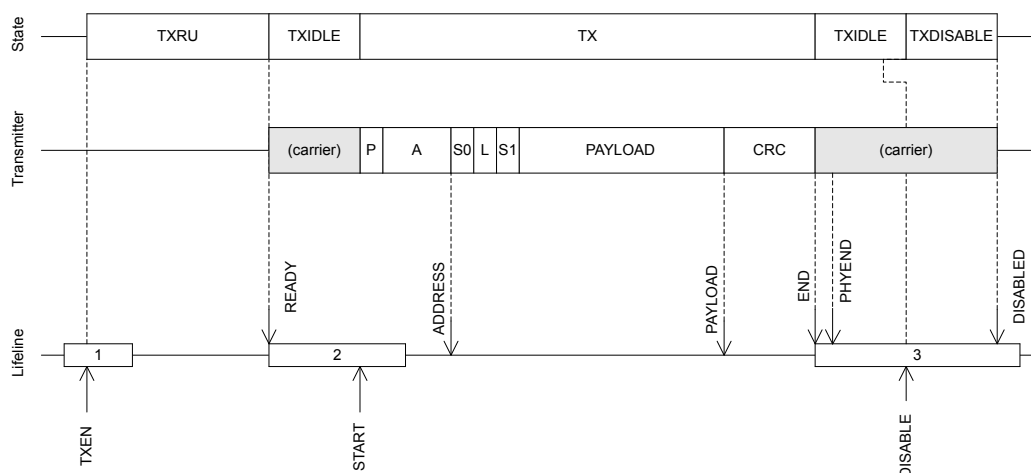 State
TXRU
TXIDLE
TX
TXIDLE
TXDISABLE
Transmitter
(carrier)
P
A
S0
L
S1
PAYLOAD
CRC
(carrier)
READY
ADDRESS
PAYLOAD
END
PHYEND
DISABLED
Lifeline
1
2
3
TXEN
START
DISABLE